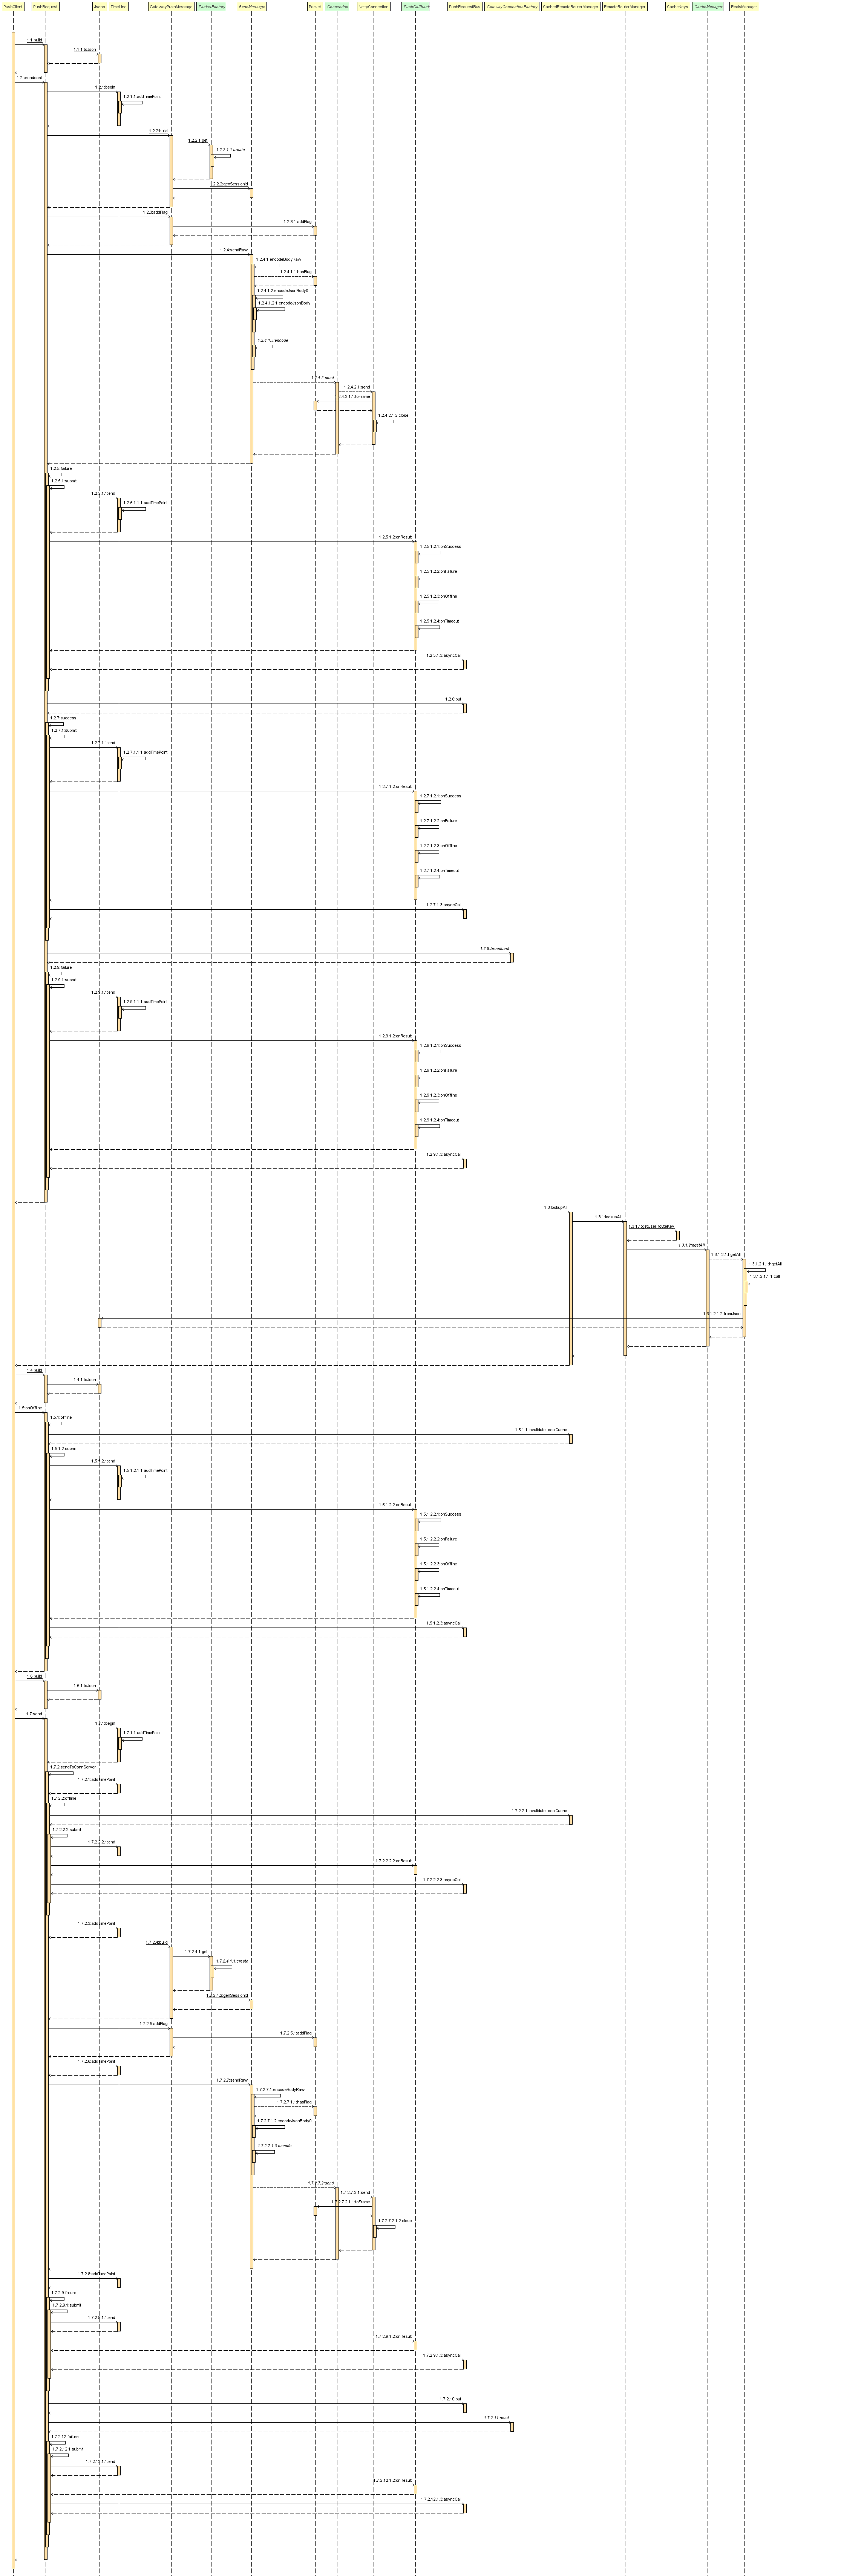 PushClient PushRequest Jsons TimeLine GatewayPushMessage PacketFactory BaseMessage Packet Connection NettyConnection PushCallback PushRequestBus GatewayConnectionFactory CachedRemoteRouterManager RemoteRouterManager CacheKeys CacheManager RedisManager
1.1:build
1.1.1:toJson
1.2:broadcast
1.2.1:begin
1.2.1.1:addTimePoint
1.2.2:build
1.2.2.1:get
1.2.2.1.1:create
1.2.2.2:genSessionId
1.2.3:addFlag
1.2.3.1:addFlag
1.2.4:sendRaw
1.2.4.1:encodeBodyRaw
1.2.4.1.1:hasFlag
1.2.4.1.2:encodeJsonBody0
1.2.4.1.2.1:encodeJsonBody
1.2.4.1.3:encode
1.2.4.2:send
1.2.4.2.1:send
1.2.4.2.1.1:toFrame
1.2.4.2.1.2:close
1.2.5:failure
1.2.5.1:submit
1.2.5.1.1:end
1.2.5.1.1.1:addTimePoint
1.2.5.1.2:onResult
1.2.5.1.2.1:onSuccess
1.2.5.1.2.2:onFailure
1.2.5.1.2.3:onOffline
1.2.5.1.2.4:onTimeout
1.2.5.1.3:asyncCall
1.2.6:put
1.2.7:success
1.2.7.1:submit
1.2.7.1.1:end
1.2.7.1.1.1:addTimePoint
1.2.7.1.2:onResult
1.2.7.1.2.1:onSuccess
1.2.7.1.2.2:onFailure
1.2.7.1.2.3:onOffline
1.2.7.1.2.4:onTimeout
1.2.7.1.3:asyncCall
1.2.8:broadcast
1.2.9:failure
1.2.9.1:submit
1.2.9.1.1:end
1.2.9.1.1.1:addTimePoint
1.2.9.1.2:onResult
1.2.9.1.2.1:onSuccess
1.2.9.1.2.2:onFailure
1.2.9.1.2.3:onOffline
1.2.9.1.2.4:onTimeout
1.2.9.1.3:asyncCall
1.3:lookupAll
1.3.1:lookupAll
1.3.1.1:getUserRouteKey
1.3.1.2:hgetAll
1.3.1.2.1:hgetAll
1.3.1.2.1.1:hgetAll
1.3.1.2.1.1.1:call
1.3.1.2.1.2:fromJson
1.4:build
1.4.1:toJson
1.5:onOffline
1.5.1:offline
1.5.1.1:invalidateLocalCache
1.5.1.2:submit
1.5.1.2.1:end
1.5.1.2.1.1:addTimePoint
1.5.1.2.2:onResult
1.5.1.2.2.1:onSuccess
1.5.1.2.2.2:onFailure
1.5.1.2.2.3:onOffline
1.5.1.2.2.4:onTimeout
1.5.1.2.3:asyncCall
1.6:build
1.6.1:toJson
1.7:send
1.7.1:begin
1.7.1.1:addTimePoint
1.7.2:sendToConnServer
1.7.2.1:addTimePoint
1.7.2.2:offline
1.7.2.2.1:invalidateLocalCache
1.7.2.2.2:submit
1.7.2.2.2.1:end
1.7.2.2.2.2:onResult
1.7.2.2.2.3:asyncCall
1.7.2.3:addTimePoint
1.7.2.4:build
1.7.2.4.1:get
1.7.2.4.1.1:create
1.7.2.4.2:genSessionId
1.7.2.5:addFlag
1.7.2.5.1:addFlag
1.7.2.6:addTimePoint
1.7.2.7:sendRaw
1.7.2.7.1:encodeBodyRaw
1.7.2.7.1.1:hasFlag
1.7.2.7.1.2:encodeJsonBody0
1.7.2.7.1.3:encode
1.7.2.7.2:send
1.7.2.7.2.1:send
1.7.2.7.2.1.1:toFrame
1.7.2.7.2.1.2:close
1.7.2.8:addTimePoint
1.7.2.9:failure
1.7.2.9.1:submit
1.7.2.9.1.1:end
1.7.2.9.1.2:onResult
1.7.2.9.1.3:asyncCall
1.7.2.10:put
1.7.2.11:send
1.7.2.12:failure
1.7.2.12.1:submit
1.7.2.12.1.1:end
1.7.2.12.1.2:onResult
1.7.2.12.1.3:asyncCall